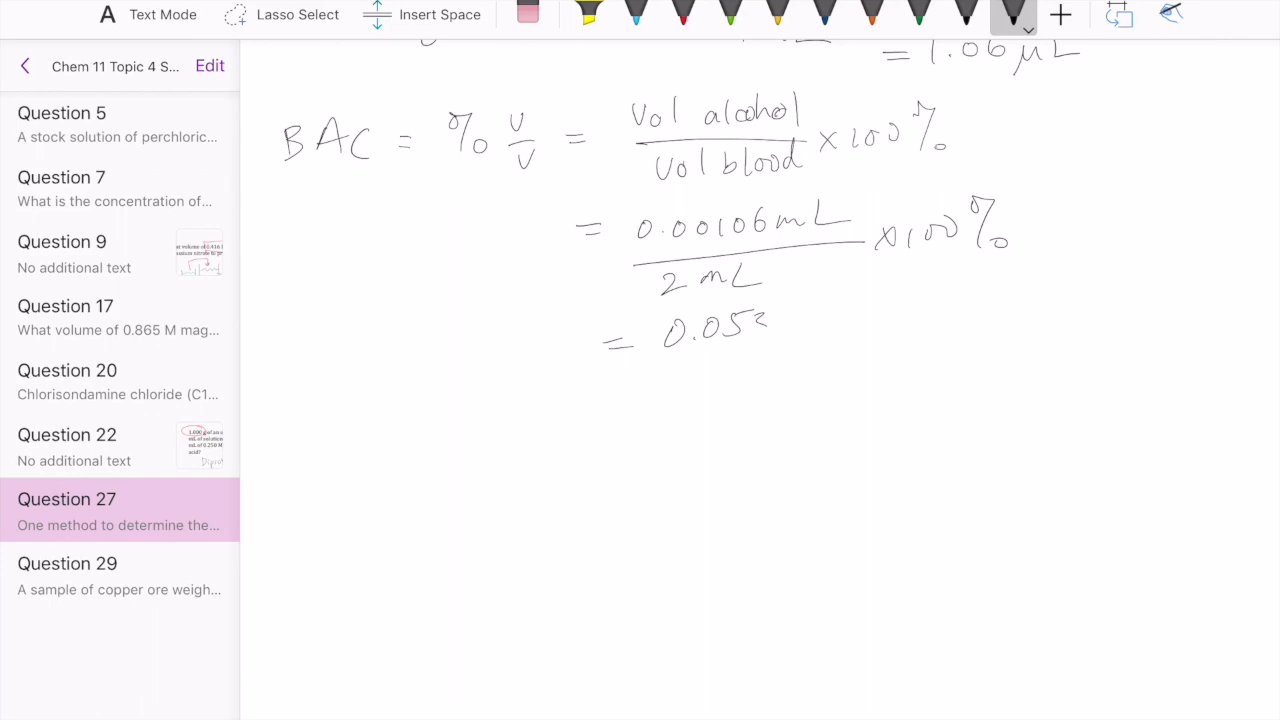 Text Mode Lasso Select Insert Space
Chem 11 Topic 4 S... Edit
= 1.06 μL
Question 5
A stock solution of perchloric...
Question 7
What is the concentration of...
Question 9
No additional text
Question 17
What volume of 0.865 M mag...
Question 20
Chlorisondamine chloride (C1...
Question 22
No additional text
Question 27
One method to determine the...
Question 29
A sample of copper ore weigh...
BAC = % v/v = vol alcohol / vol blood × 100%
= 0.00106 mL / 2 mL × 100%
= 0.053